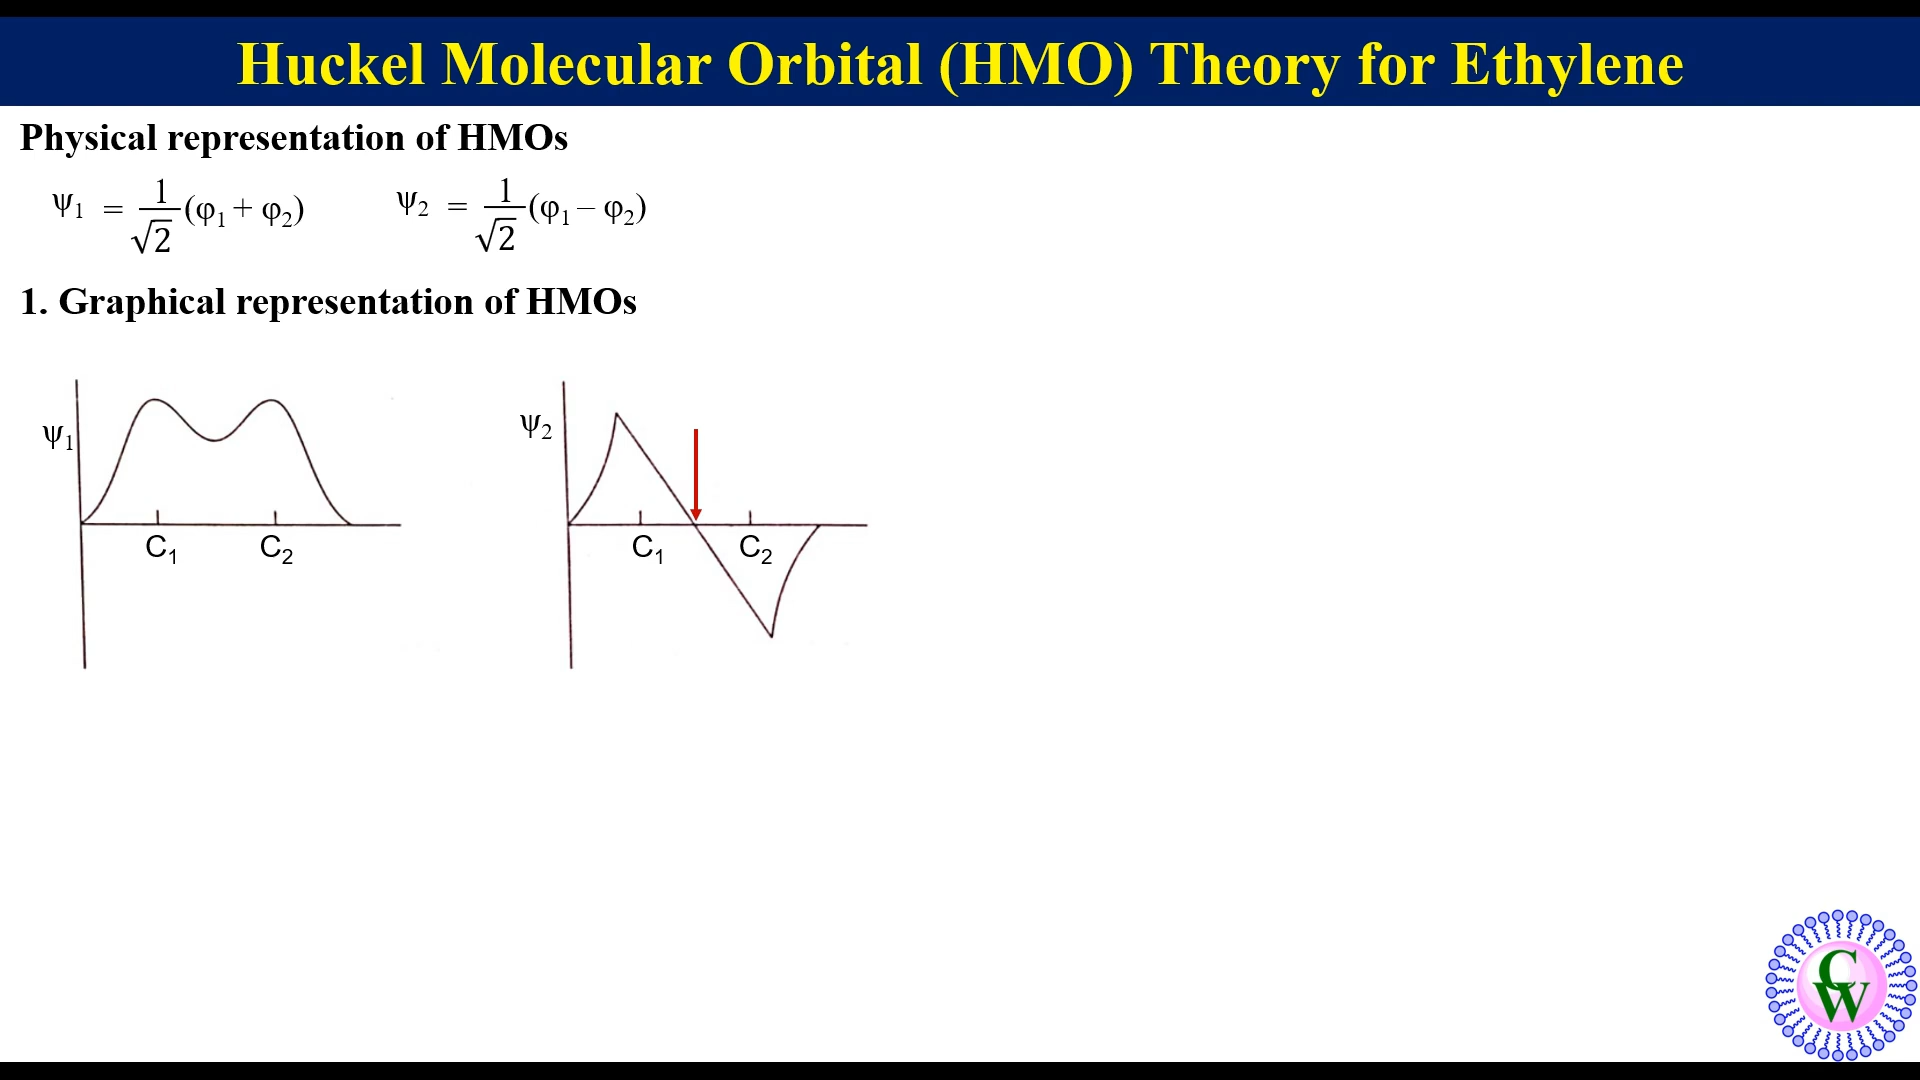 Huckel Molecular Orbital (HMO) Theory for Ethylene
Physical representation of HMOs
ψ₁ = 1/√2 (φ₁ + φ₂)
ψ₂ = 1/√2 (φ₁ – φ₂)
1. Graphical representation of HMOs
ψ₁
C₁
C₂
ψ₂
C₁
C₂
CW